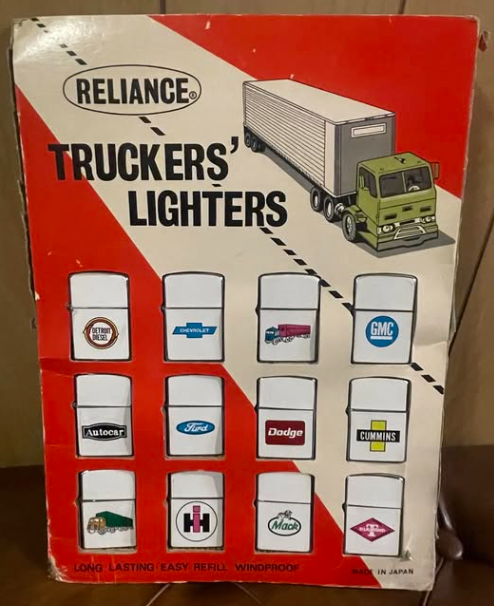 RELIANCE®
TRUCKERS'
LIGHTERS
DETROIT
DIESEL
CHEVROLET
GMC
Autocar
Ford
Dodge
CUMMINS
IH
Mack
T
LONG LASTING EASY REFILL WINDPROOF
MADE IN JAPAN